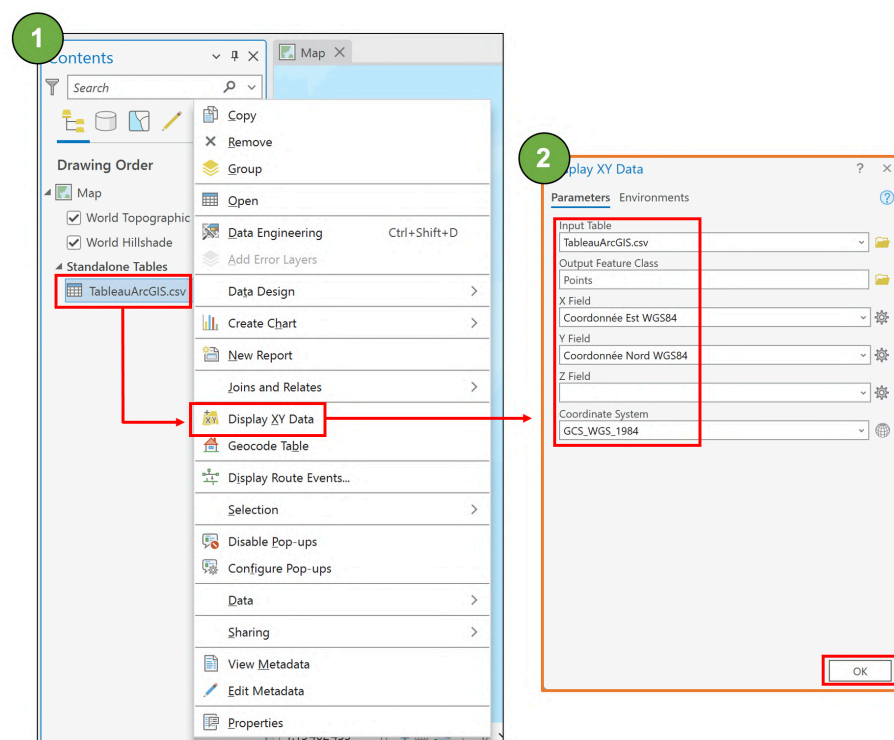 1
Contents
Map
Search
Drawing Order
Map
World Topographic
World Hillshade
Standalone Tables
TableauArcGIS.csv
Copy
Remove
Group
Open
Data Engineering Ctrl+Shift+D
Add Error Layers
Data Design
Create Chart
New Report
Joins and Relates
Display XY Data
Geocode Table
Display Route Events...
Selection
Disable Pop-ups
Configure Pop-ups
Data
Sharing
View Metadata
Edit Metadata
Properties
2
play XY Data ?
Parameters Environments
Input Table
TableauArcGIS.csv
Output Feature Class
Points
X Field
Coordonnée Est WGS84
Y Field
Coordonnée Nord WGS84
Z Field
Coordinate System
GCS_WGS_1984
OK